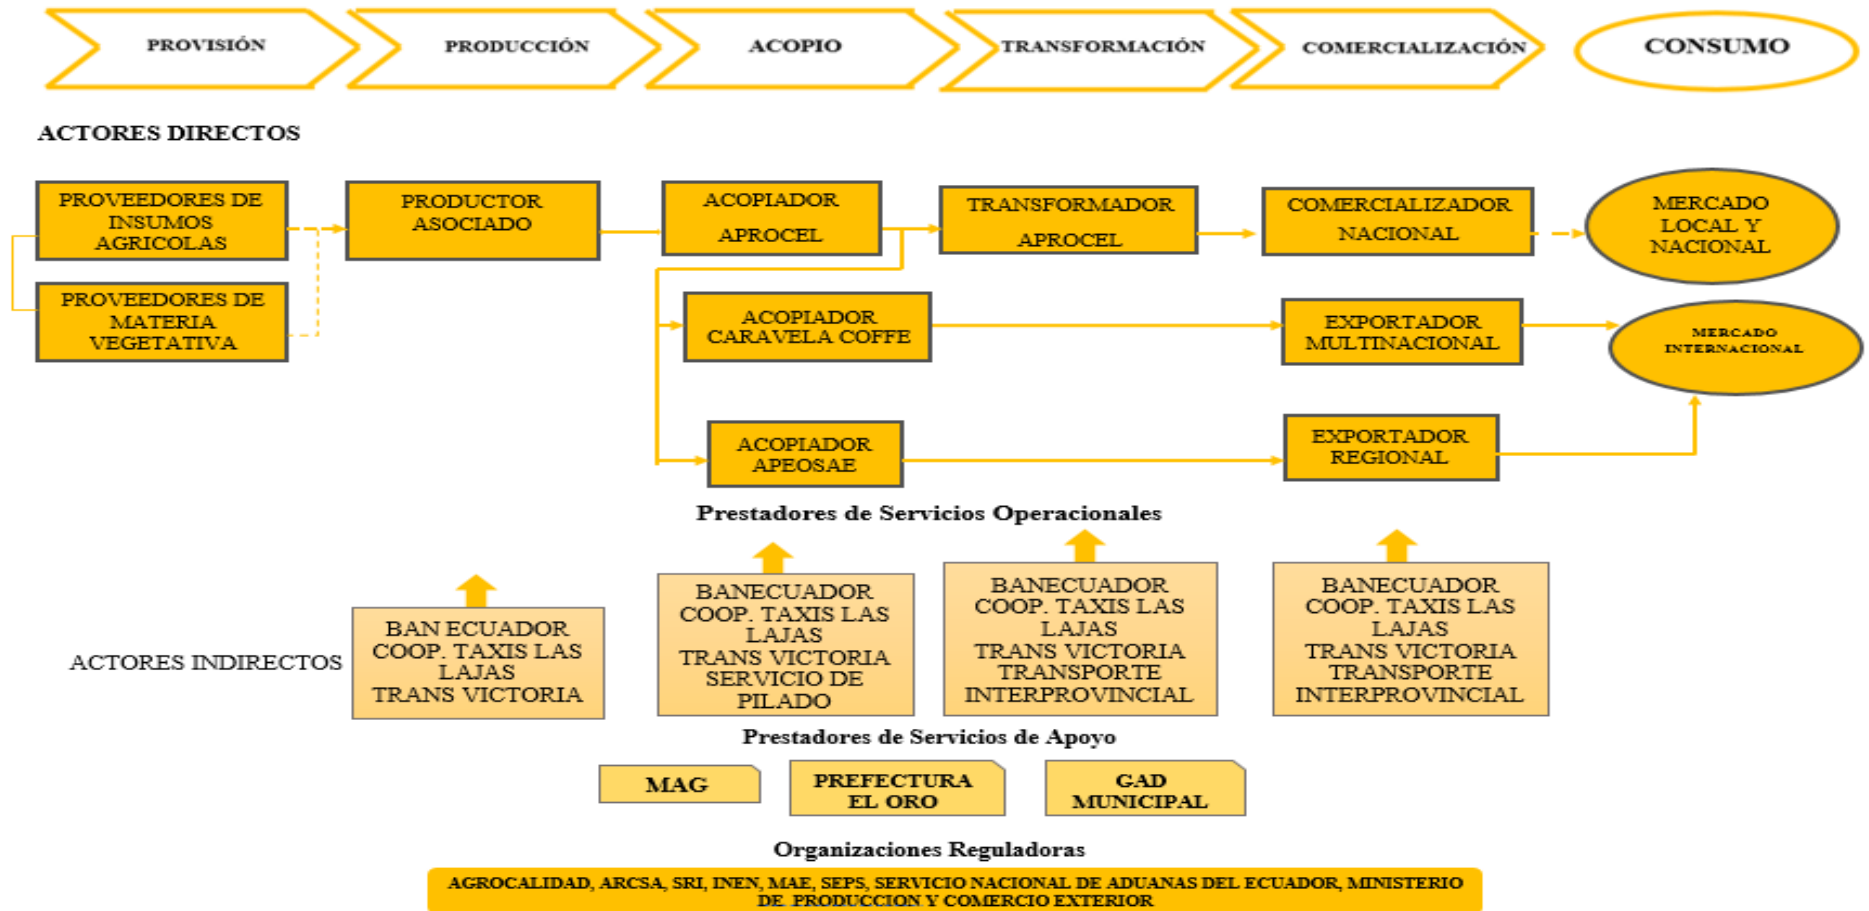 PROVISIÓN
PRODUCCIÓN
ACOPIO
TRANSFORMACIÓN
COMERCIALIZACIÓN
CONSUMO
ACTORES DIRECTOS
PROVEEDORES DE
INSUMOS
AGRICOLAS
PRODUCTOR
ASOCIADO
ACOPIADOR
APROCEL
TRANSFORMADOR
APROCEL
COMERCIALIZADOR
NACIONAL
MERCADO
LOCAL Y
NACIONAL
PROVEEDORES DE
MATERIA
VEGETATIVA
ACOPIADOR
CARAVELA COFFE
EXPORTADOR
MULTINACIONAL
MERCADO
INTERNACIONAL
ACOPIADOR
APEOSAE
EXPORTADOR
REGIONAL
Prestadores de Servicios Operacionales
ACTORES INDIRECTOS
BAN ECUADOR
COOP. TAXIS LAS
LAJAS
TRANS VICTORIA
BANECUADOR
COOP. TAXIS LAS
LAJAS
TRANS VICTORIA
SERVICIO DE
PILADO
BANECUADOR
COOP. TAXIS LAS
LAJAS
TRANS VICTORIA
TRANSPORTE
INTERPROVINCIAL
BANECUADOR
COOP. TAXIS LAS
LAJAS
TRANS VICTORIA
TRANSPORTE
INTERPROVINCIAL
Prestadores de Servicios de Apoyo
MAG
PREFECTURA
EL ORO
GAD
MUNICIPAL
Organizaciones Reguladoras
AGROCALIDAD, ARCSA, SRI, INEN, MAE, SEPS, SERVICIO NACIONAL DE ADUANAS DEL ECUADOR, MINISTERIO
DE PRODUCCION Y COMERCIO EXTERIOR